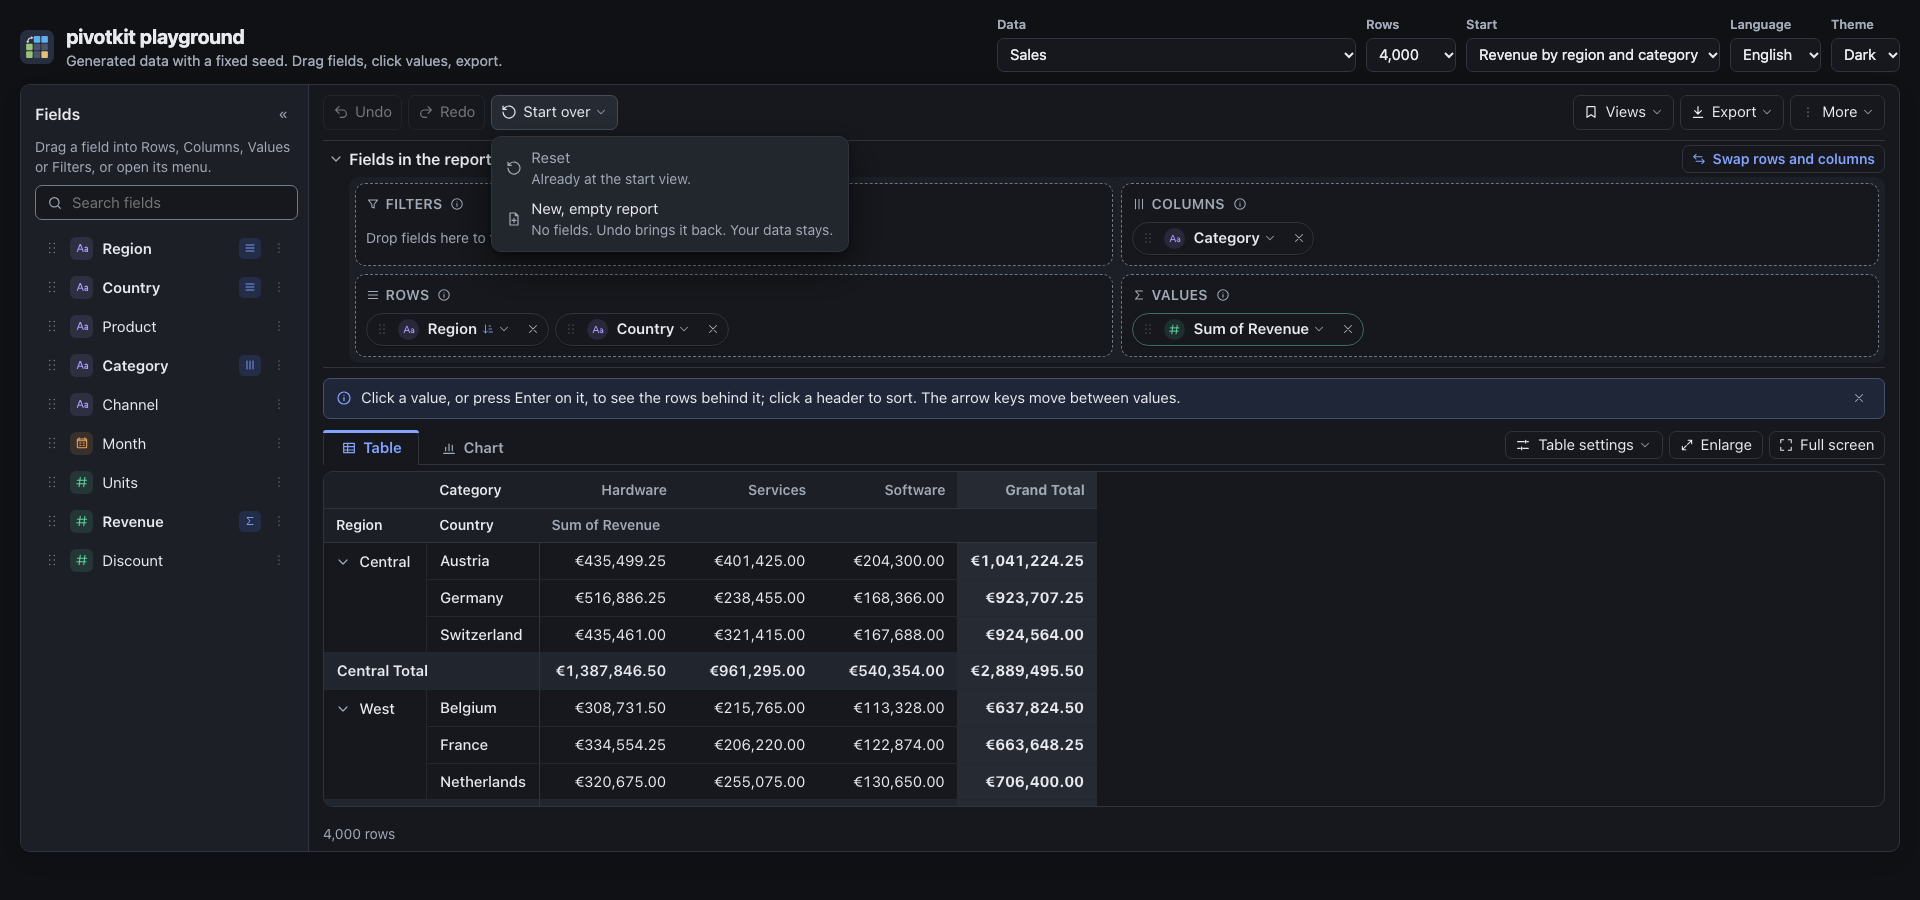 pivotkit playground
Generated data with a fixed seed. Drag fields, click values, export.
Data
Sales
Rows
4,000
Start
Revenue by region and category
Language
English
Theme
Dark
Fields
«
Drag a field into Rows, Columns, Values
or Filters, or open its menu.
Search fields
Aa Region
Aa Country
Aa Product
Aa Category
Aa Channel
Month
# Units
# Revenue Σ
# Discount
Undo
Redo
Start over
Views
Export
More
Reset
Already at the start view.
New, empty report
No fields. Undo brings it back. Your data stays.
Fields in the report
Swap rows and columns
FILTERS
Drop fields here to
COLUMNS
Aa Category
ROWS
Aa Region
Aa Country
Σ VALUES
# Sum of Revenue
Click a value, or press Enter on it, to see the rows behind it; click a header to sort. The arrow keys move between values.
Table
Chart
Table settings
Enlarge
Full screen
Category Hardware Services Software Grand Total
Region Country Sum of Revenue
Central Austria €435,499.25 €401,425.00 €204,300.00 €1,041,224.25
Germany €516,886.25 €238,455.00 €168,366.00 €923,707.25
Switzerland €435,461.00 €321,415.00 €167,688.00 €924,564.00
Central Total €1,387,846.50 €961,295.00 €540,354.00 €2,889,495.50
West Belgium €308,731.50 €215,765.00 €113,328.00 €637,824.50
France €334,554.25 €206,220.00 €122,874.00 €663,648.25
Netherlands €320,675.00 €255,075.00 €130,650.00 €706,400.00
4,000 rows